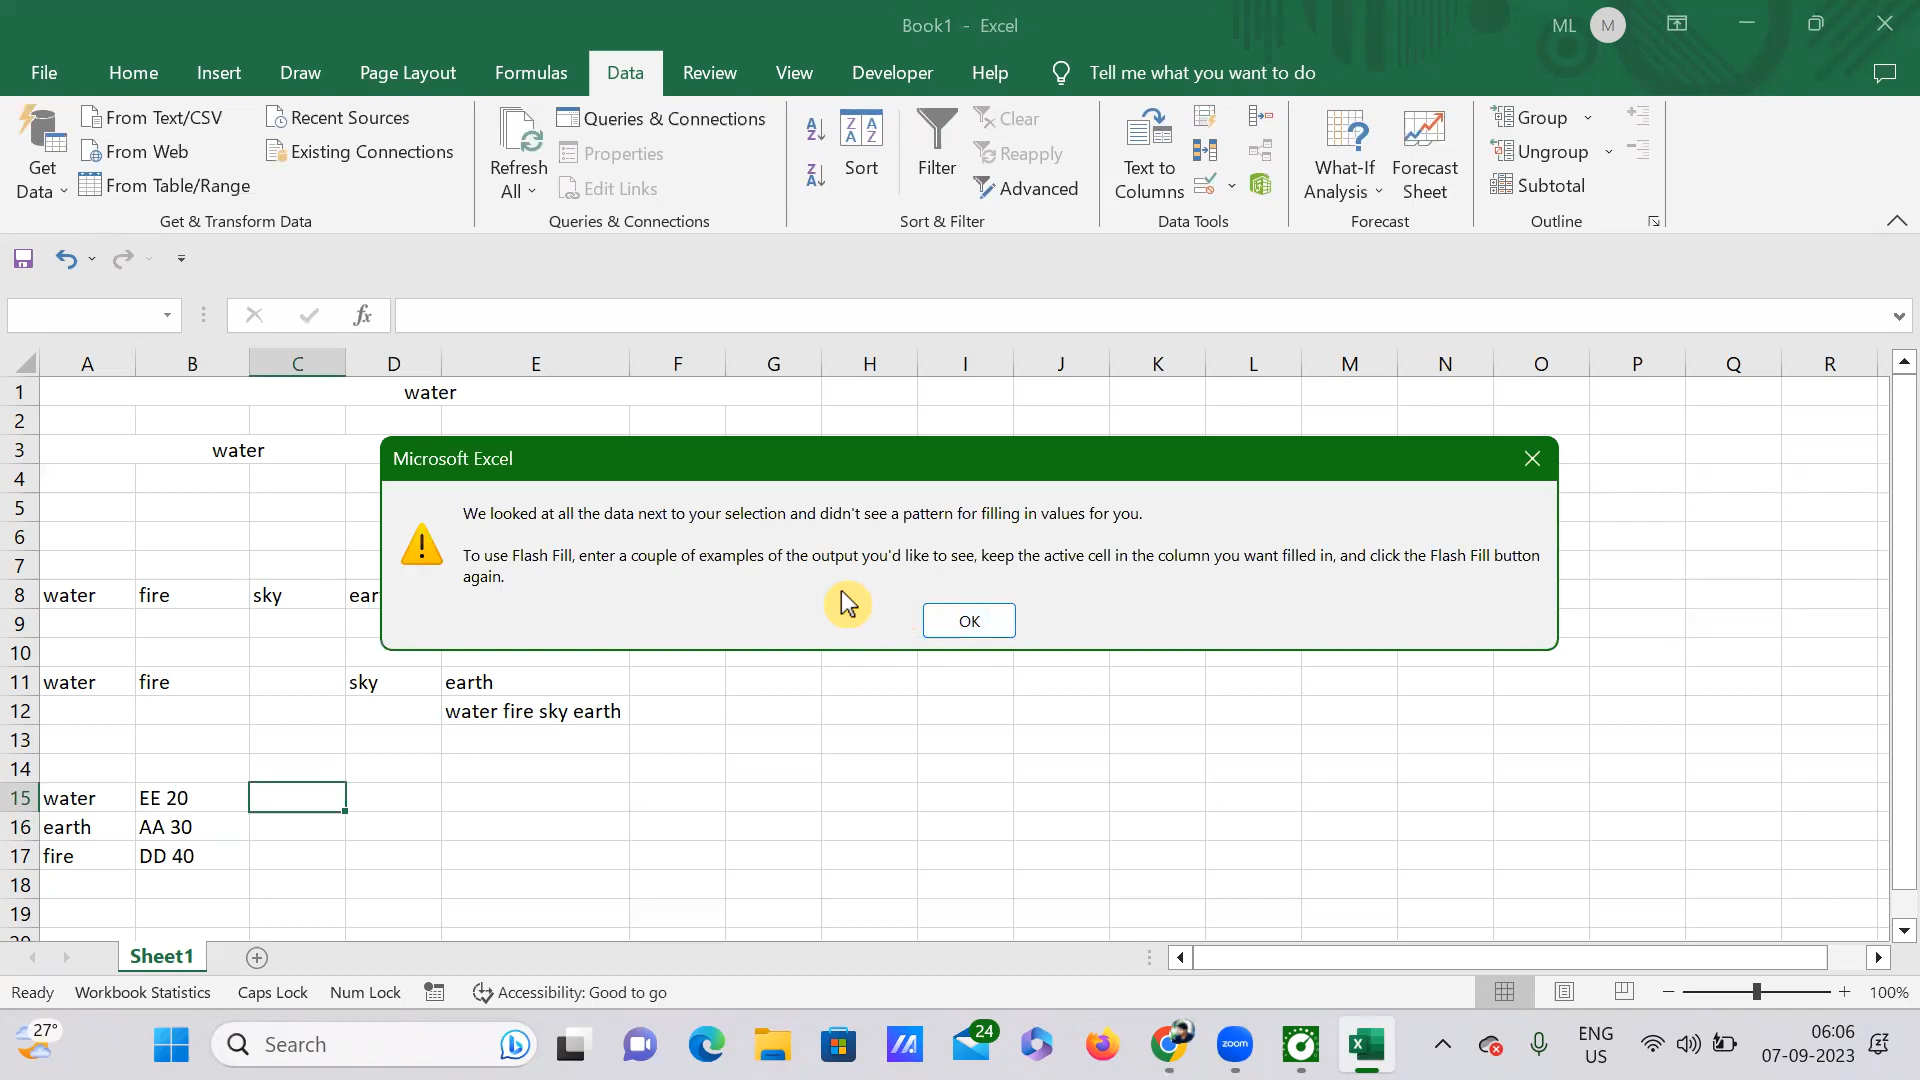 Book1 - Excel
ML M
File Home Insert Draw Page Layout Formulas Data Review View Developer Help Tell me what you want to do
Get Data
From Text/CSV
From Web
From Table/Range
Recent Sources
Existing Connections
Get & Transform Data
Refresh All
Queries & Connections
Properties
Edit Links
Queries & Connections
Sort
Filter
Clear
Reapply
Advanced
Sort & Filter
Text to Columns
Data Tools
What-If Analysis
Forecast Sheet
Forecast
Group
Ungroup
Subtotal
Outline
fx
A B C D E F G H I J K L M N O P Q R
1 water
2
3 water
4
5
6
7
8 water fire sky ear
9
10
11 water fire sky earth
12 water fire sky earth
13
14
15 water EE 20
16 earth AA 30
17 fire DD 40
18
19
Microsoft Excel
We looked at all the data next to your selection and didn't see a pattern for filling in values for you.
To use Flash Fill, enter a couple of examples of the output you'd like to see, keep the active cell in the column you want filled in, and click the Flash Fill button
again.
OK
Sheet1
Ready Workbook Statistics Caps Lock Num Lock Accessibility: Good to go 100%
27° Search 24 zoom
ENG
US
06:06
07-09-2023